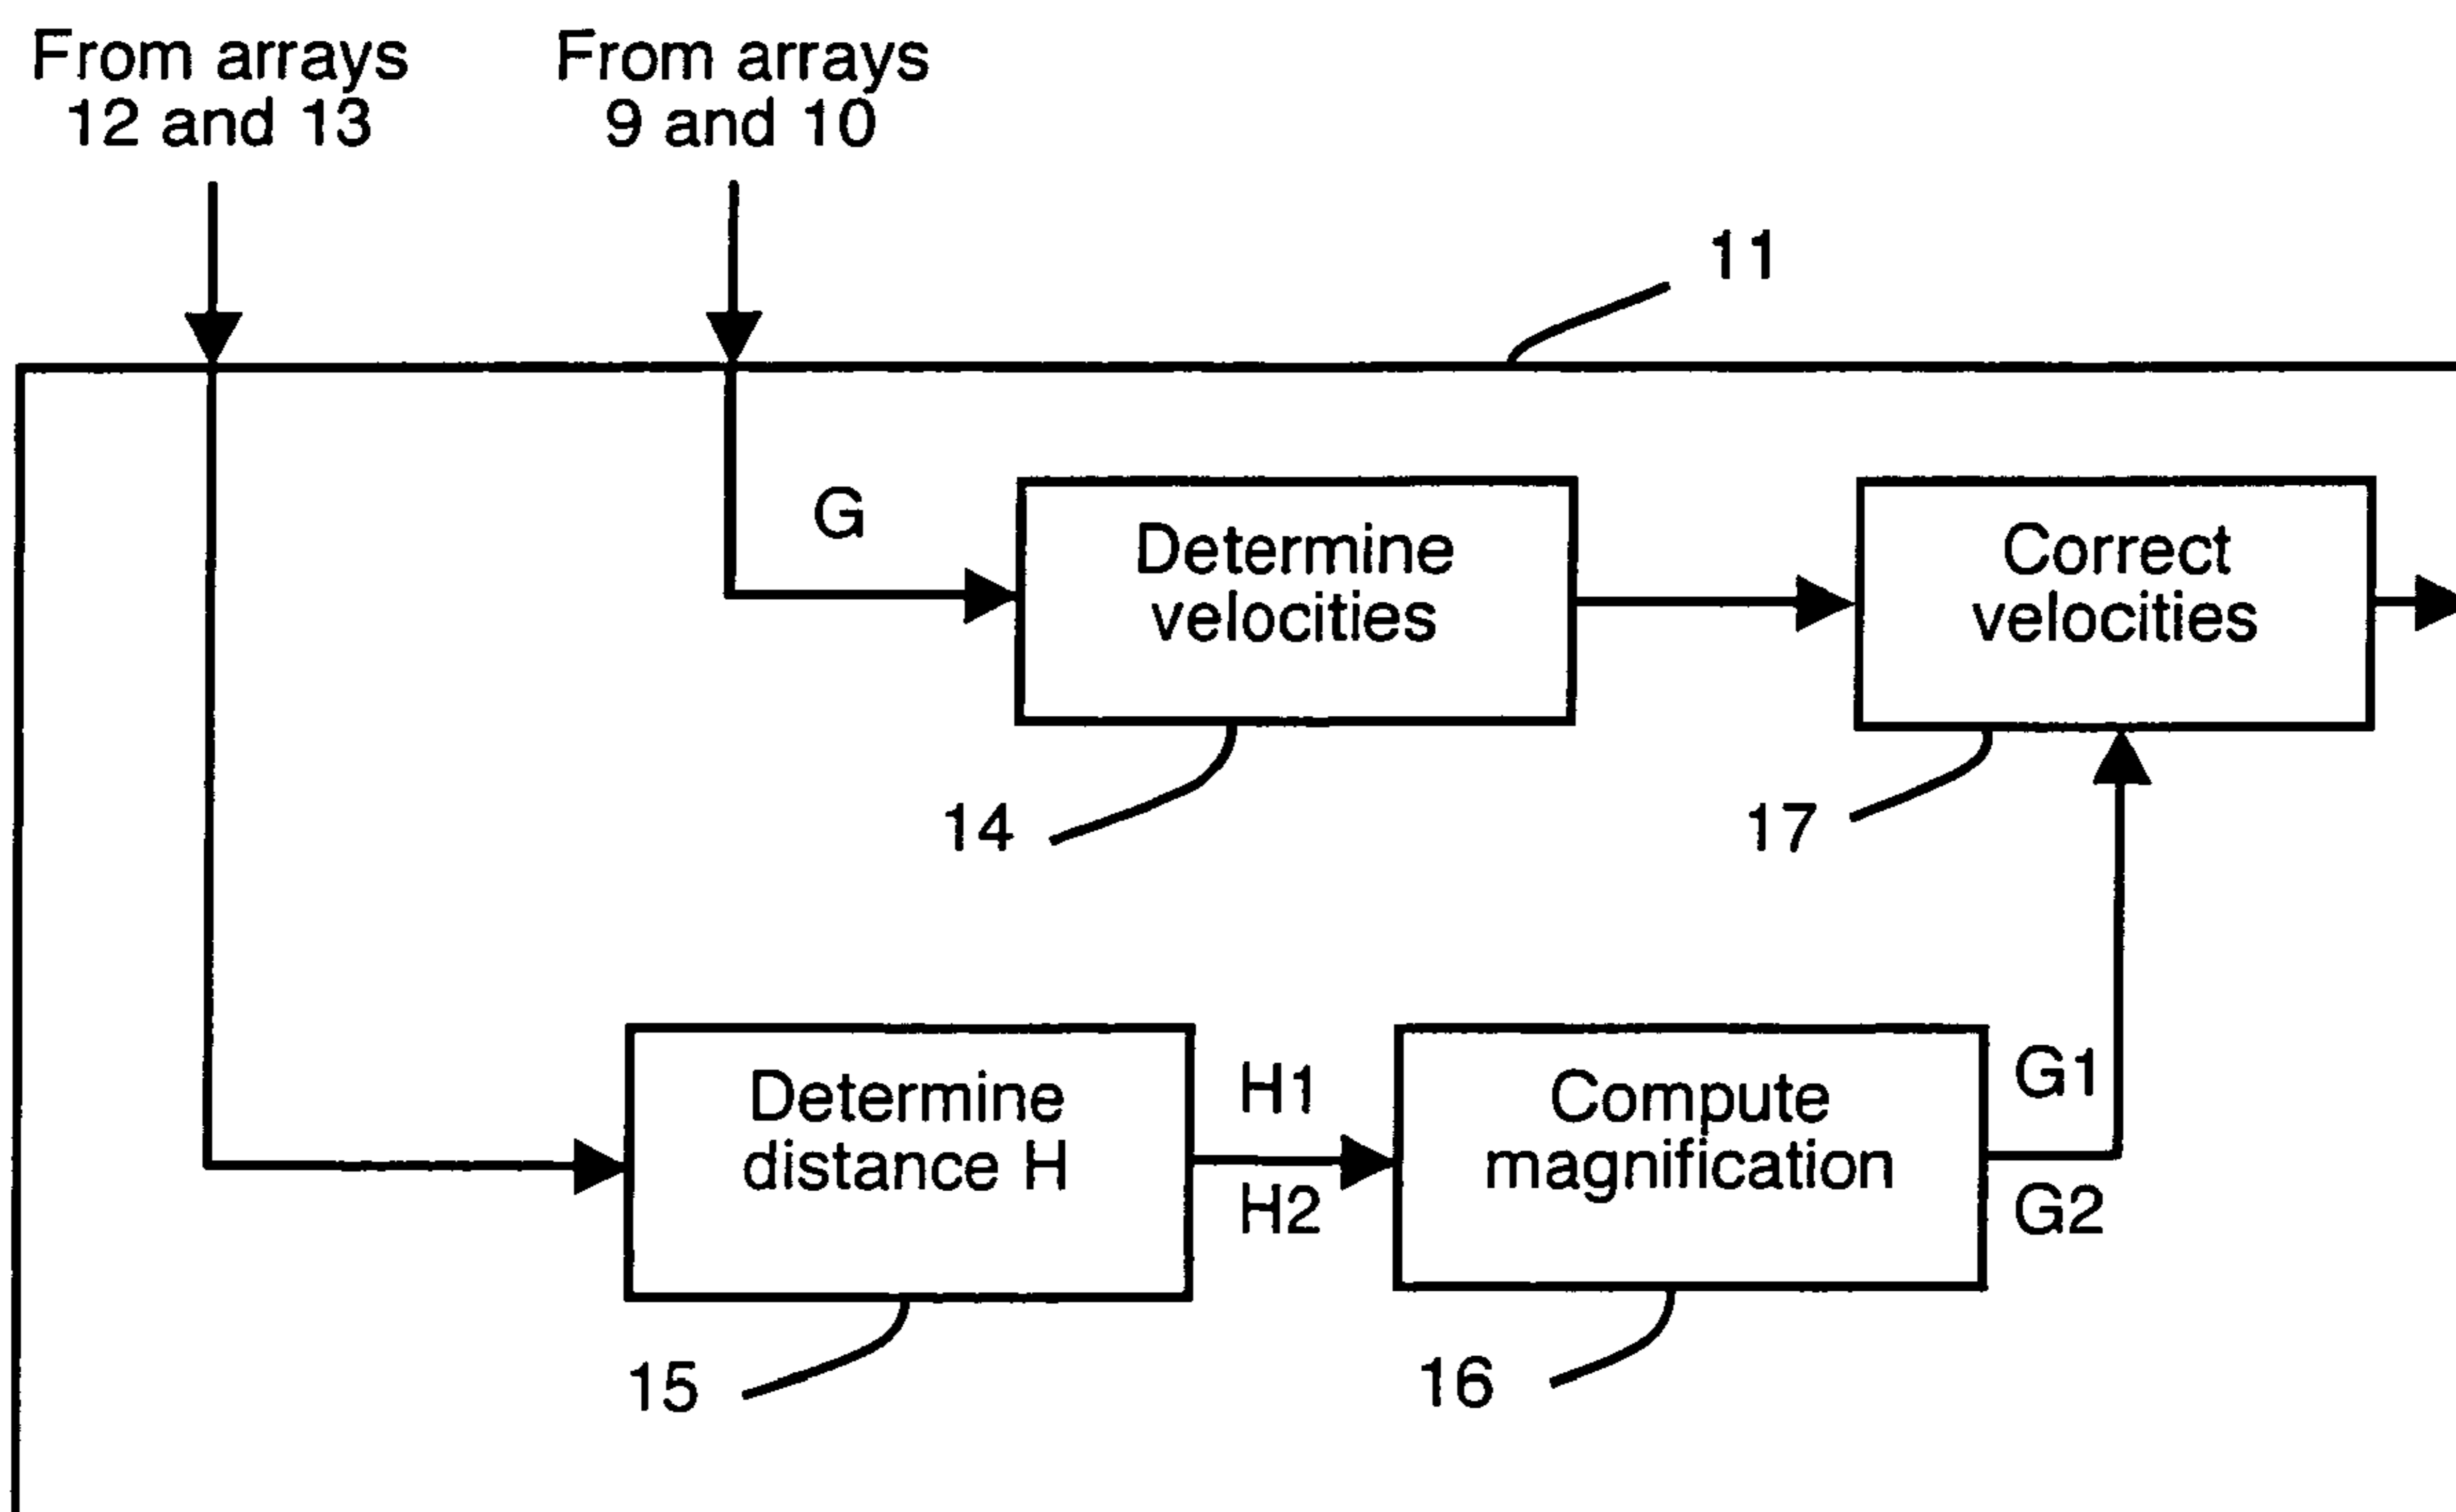 From arrays
12 and 13
From arrays
9 and 10
11
G
Determine
velocities
Correct
velocities
14
17
Determine
distance H
H1
H2
Compute
magnification
G1
G2
15
16